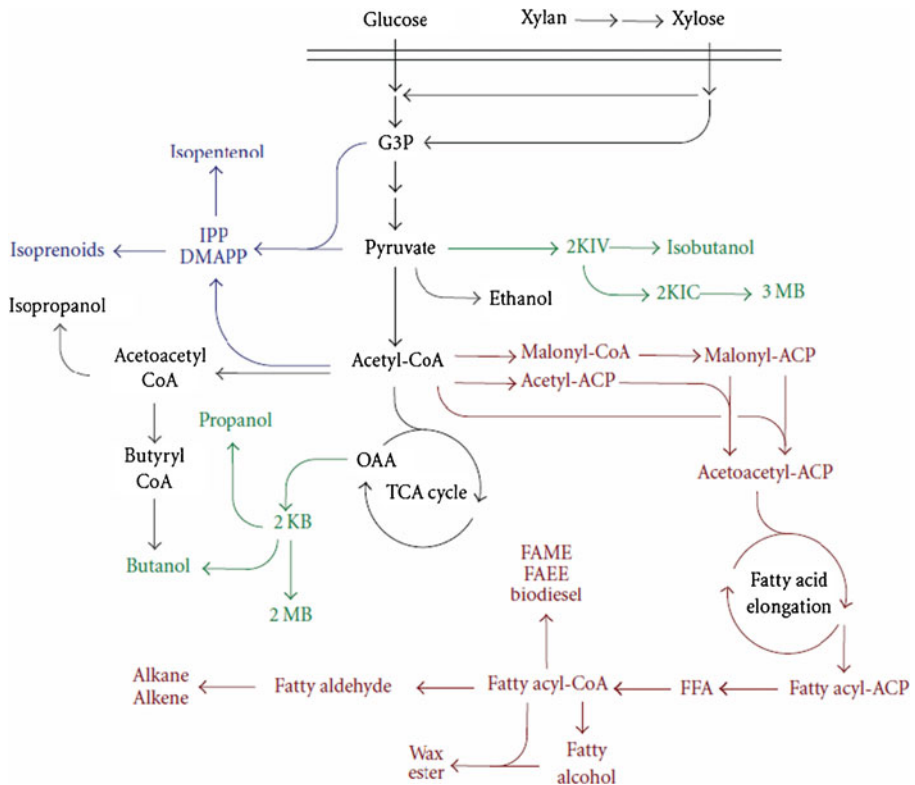 Glucose
Xylan
Xylose
G3P
Isopentenol
IPP
DMAPP
Isoprenoids
Pyruvate
2KIV
Isobutanol
2KIC
3 MB
Ethanol
Isopropanol
Acetoacetyl
CoA
Acetyl-CoA
Malonyl-CoA
Malonyl-ACP
Acetyl-ACP
Propanol
Butyryl
CoA
OAA
TCA cycle
Acetoacetyl-ACP
2 KB
Butanol
2 MB
FAME
FAEE
biodiesel
Fatty acid
elongation
Alkane
Alkene
Fatty aldehyde
Fatty acyl-CoA
FFA
Fatty acyl-ACP
Wax
ester
Fatty
alcohol